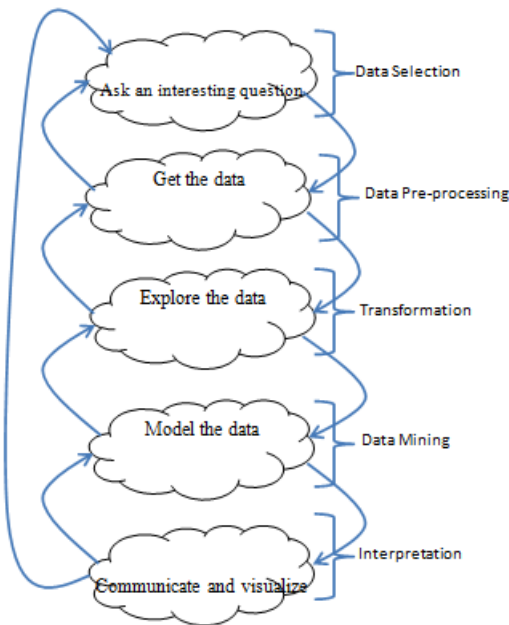 Ask an interesting question
Data Selection
Get the data
Data Pre-processing
Explore the data
Transformation
Model the data
Data Mining
Communicate and visualize
Interpretation